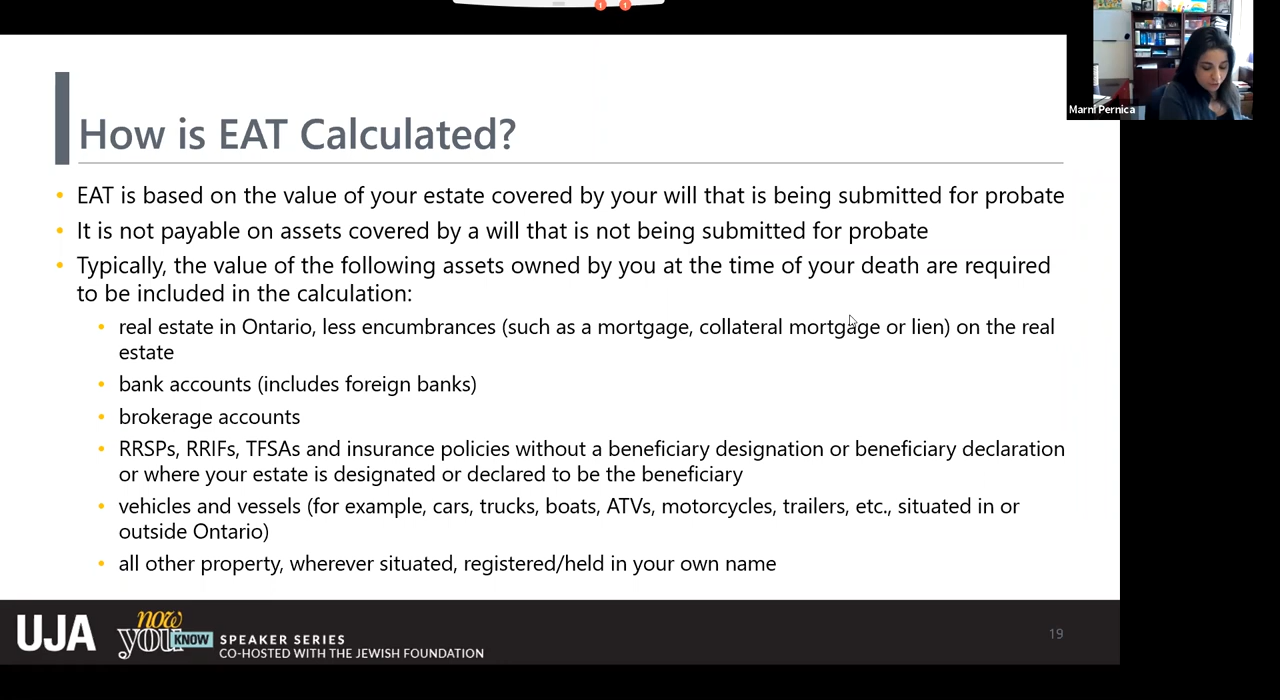 Marni Pernica
How is EAT Calculated?
• EAT is based on the value of your estate covered by your will that is being submitted for probate
• It is not payable on assets covered by a will that is not being submitted for probate
• Typically, the value of the following assets owned by you at the time of your death are required
to be included in the calculation:
• real estate in Ontario, less encumbrances (such as a mortgage, collateral mortgage or lien) on the real
estate
• bank accounts (includes foreign banks)
• brokerage accounts
• RRSPs, RRIFs, TFSAs and insurance policies without a beneficiary designation or beneficiary declaration
or where your estate is designated or declared to be the beneficiary
• vehicles and vessels (for example, cars, trucks, boats, ATVs, motorcycles, trailers, etc., situated in or
outside Ontario)
• all other property, wherever situated, registered/held in your own name
UJA
now
you KNOW
SPEAKER SERIES
CO-HOSTED WITH THE JEWISH FOUNDATION
19